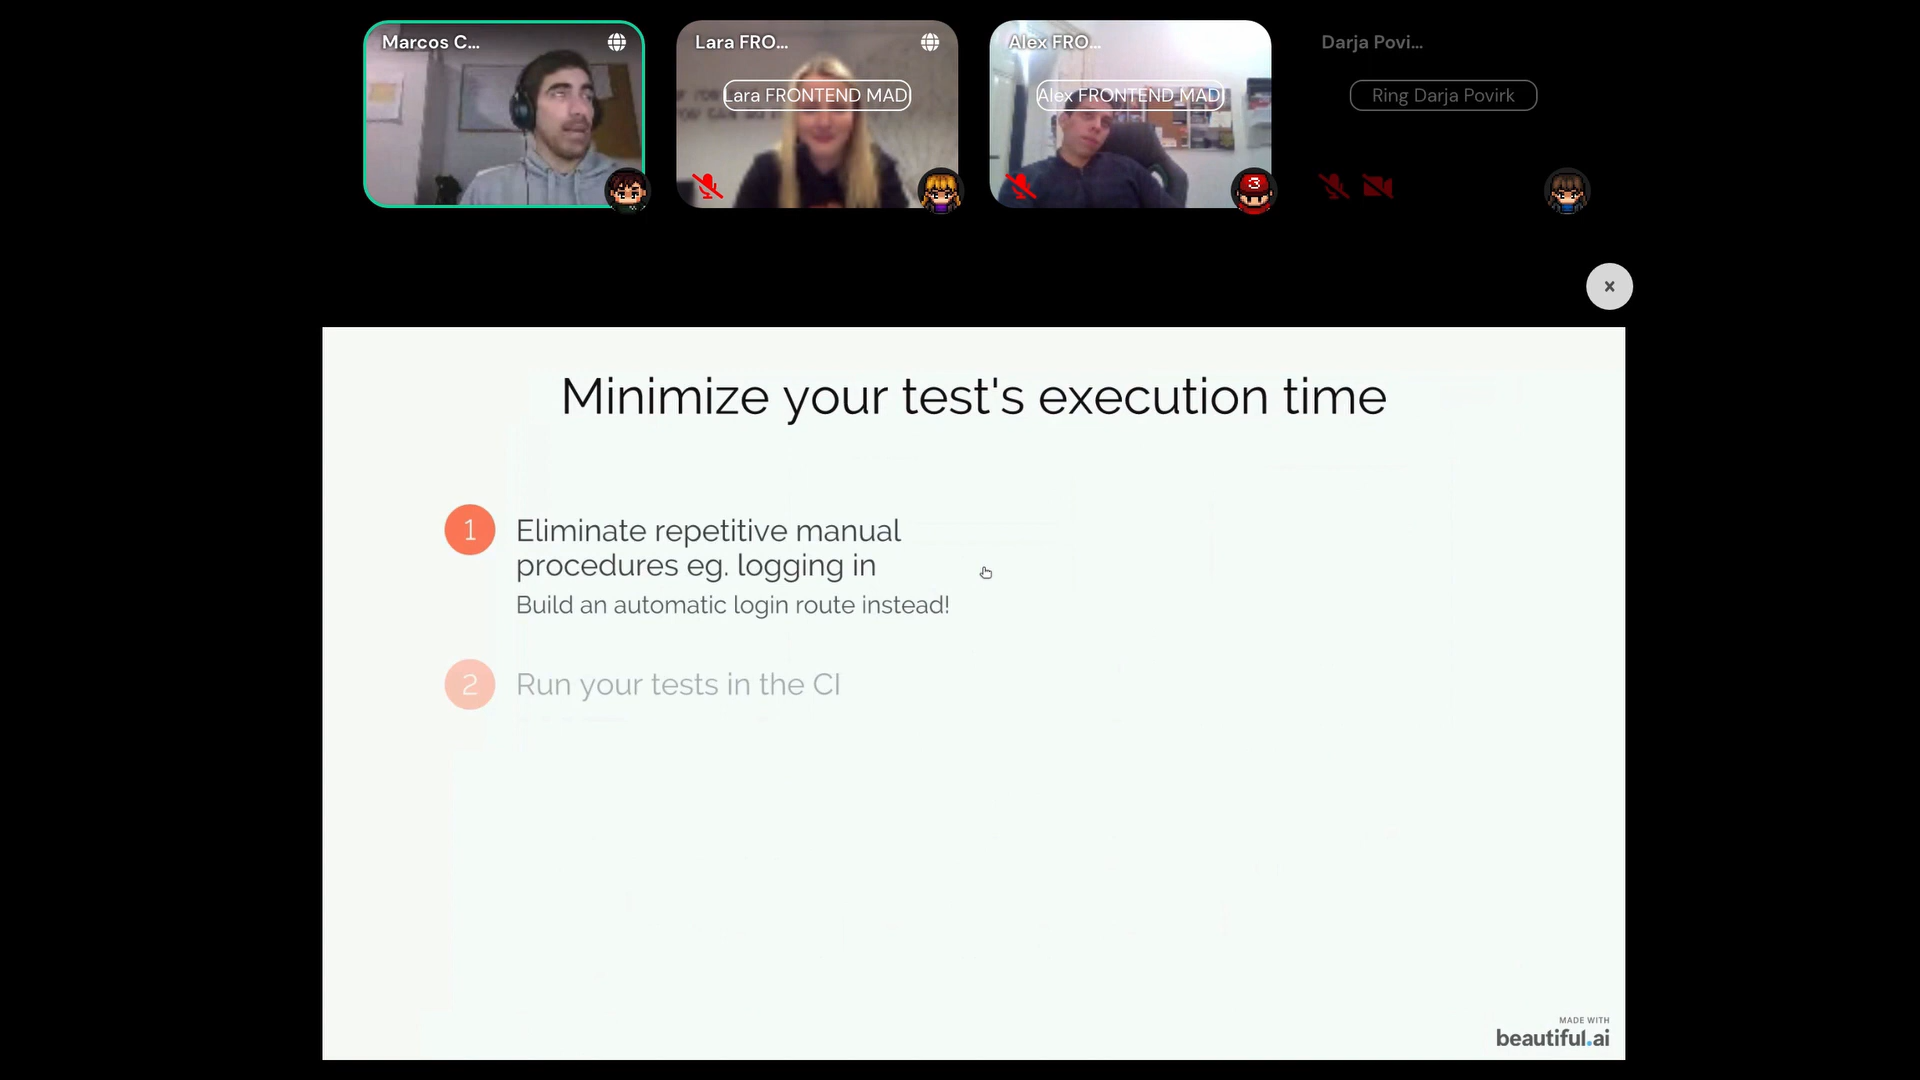 Marcos C...
Lara FRO...
Alex FRO...
Darja Povi...
Lara FRONTEND MAD
Alex FRONTEND MAD
Ring Darja Povirk
3
x
Minimize your test's execution time
1
Eliminate repetitive manual
procedures eg. logging in
Build an automatic login route instead!
2
Run your tests in the CI
MADE WITH
beautiful.ai